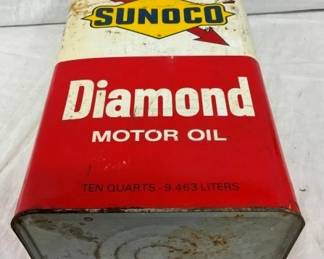 SUNOCO
Diamond
MOTOR OIL
TEN QUARTS - 9.463 LITERS